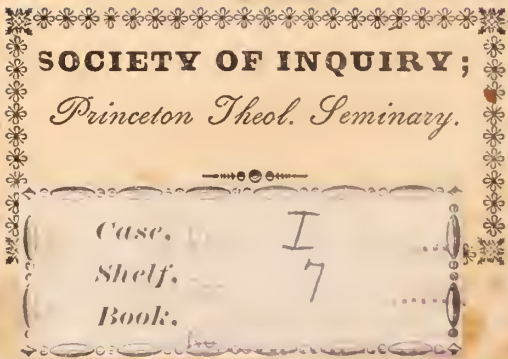 SOCIETY OF INQUIRY;
Princeton Theol. Seminary.
Case, I
Shelf, 7
Book,